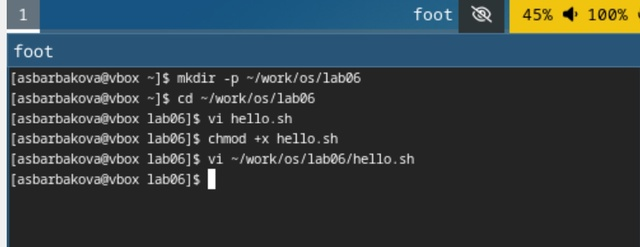 1 foot 45% 100%
foot
[asbarbakova@vbox ~]$ mkdir -p ~/work/os/lab06
[asbarbakova@vbox ~]$ cd ~/work/os/lab06
[asbarbakova@vbox lab06]$ vi hello.sh
[asbarbakova@vbox lab06]$ chmod +x hello.sh
[asbarbakova@vbox lab06]$ vi ~/work/os/lab06/hello.sh
[asbarbakova@vbox lab06]$